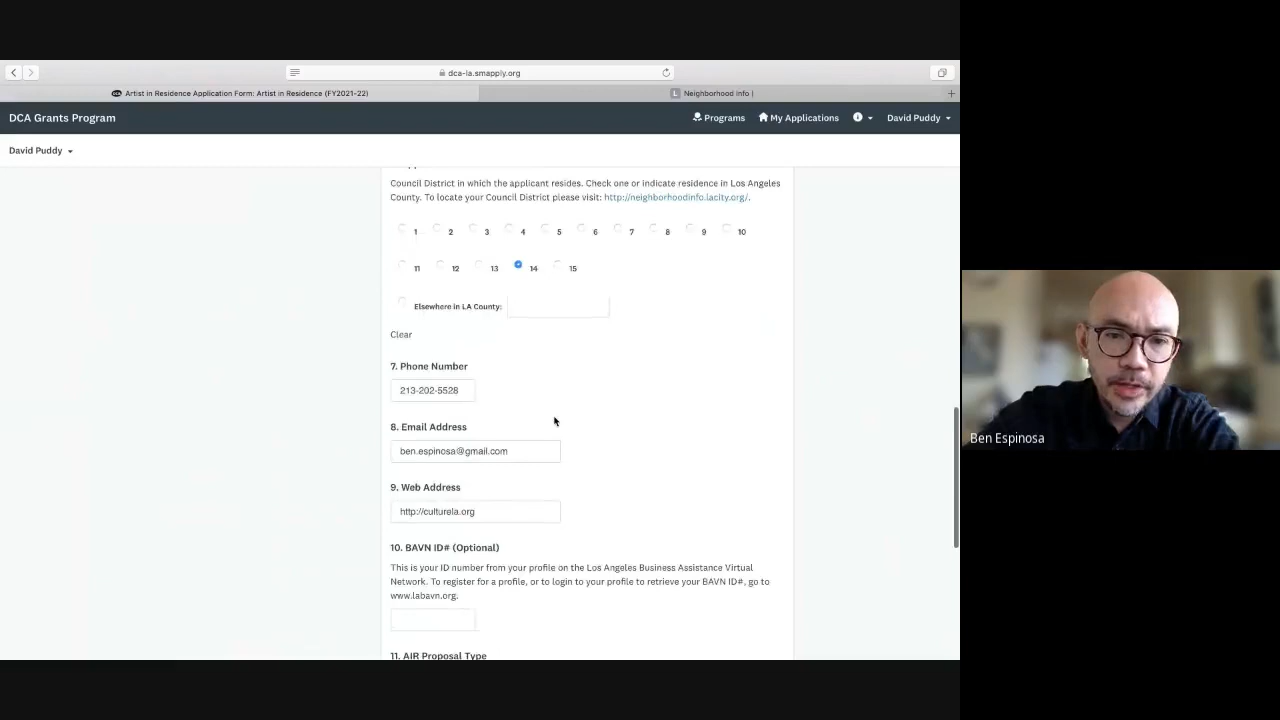 dca-la.smapply.org
Artist in Residence Application Form: Artist in Residence (FY2021-22)
Neighborhood Info |
DCA Grants Program
Programs
My Applications
David Puddy
David Puddy
Council District in which the applicant resides. Check one or indicate residence in Los Angeles
County. To locate your Council District please visit: http://neighborhoodinfo.lacity.org/.
1 2 3 4 5 6 7 8 9 10
11 12 13 14 15
Elsewhere in LA County:
Clear
7. Phone Number
213-202-5528
8. Email Address
ben.espinosa@gmail.com
9. Web Address
http://culturela.org
10. BAVN ID# (Optional)
This is your ID number from your profile on the Los Angeles Business Assistance Virtual
Network. To register for a profile, or to login to your profile to retrieve your BAVN ID#, go to
www.labavn.org.
11. AIR Proposal Type
Ben Espinosa